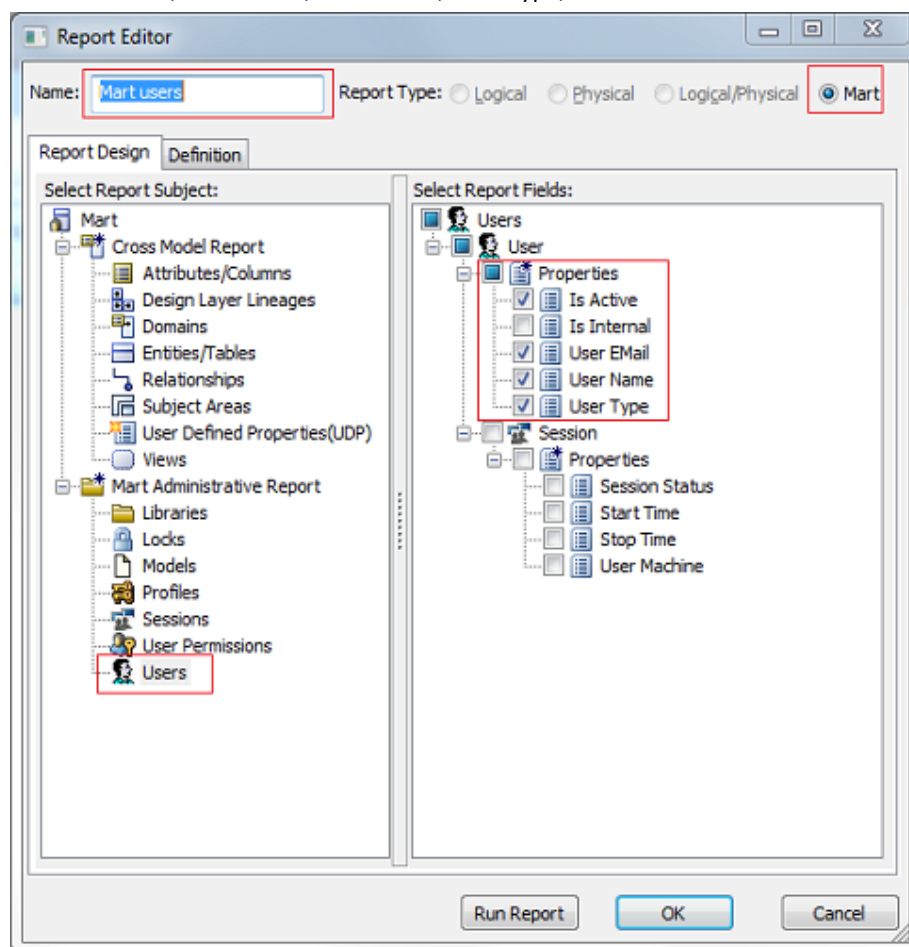 Report Editor
Name: Mart users Report Type: Logical Physical Logical/Physical Mart
Report Design Definition
Select Report Subject:
Mart
Cross Model Report
Attributes/Columns
Design Layer Lineages
Domains
Entities/Tables
Relationships
Subject Areas
User Defined Properties(UDP)
Views
Mart Administrative Report
Libraries
Locks
Models
Profiles
Sessions
User Permissions
Users
Select Report Fields:
Users
User
Properties
Is Active
Is Internal
User EMail
User Name
User Type
Session
Properties
Session Status
Start Time
Stop Time
User Machine
Run Report OK Cancel